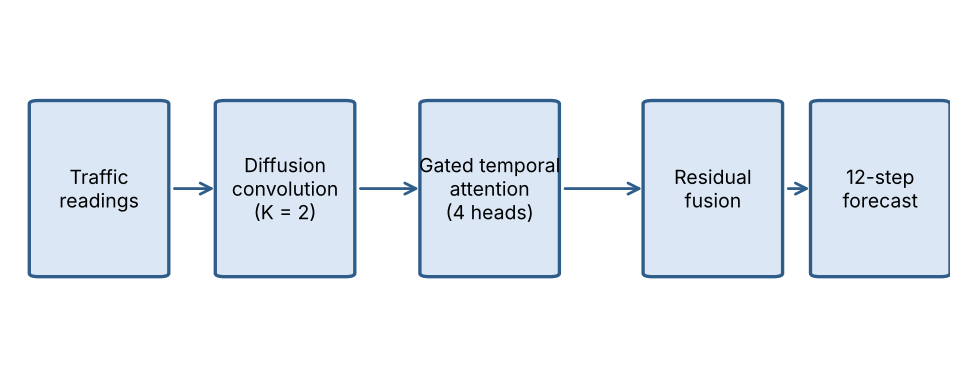 Traffic
readings
Diffusion
convolution
(K = 2)
Gated temporal
attention
(4 heads)
Residual
fusion
12-step
forecast